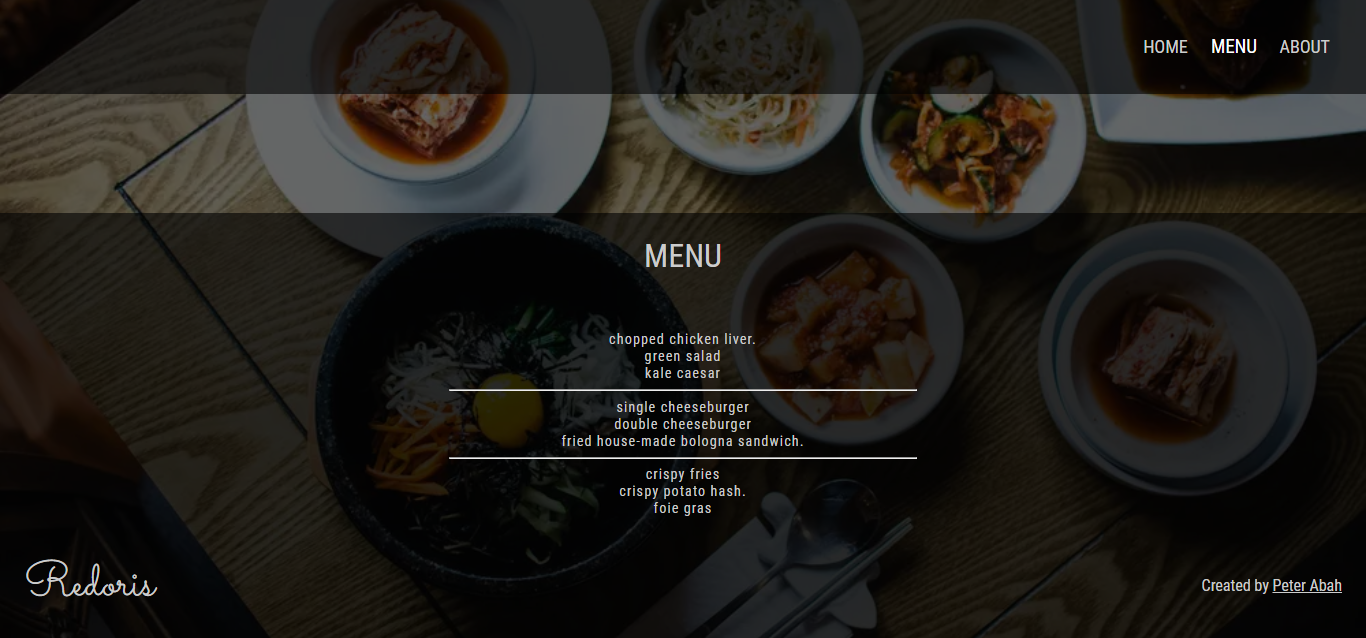 HOME MENU ABOUT
MENU
chopped chicken liver.
green salad
kale caesar
single cheeseburger
double cheeseburger
fried house-made bologna sandwich.
crispy fries
crispy potato hash.
foie gras
Redoris
Created by Peter Abah